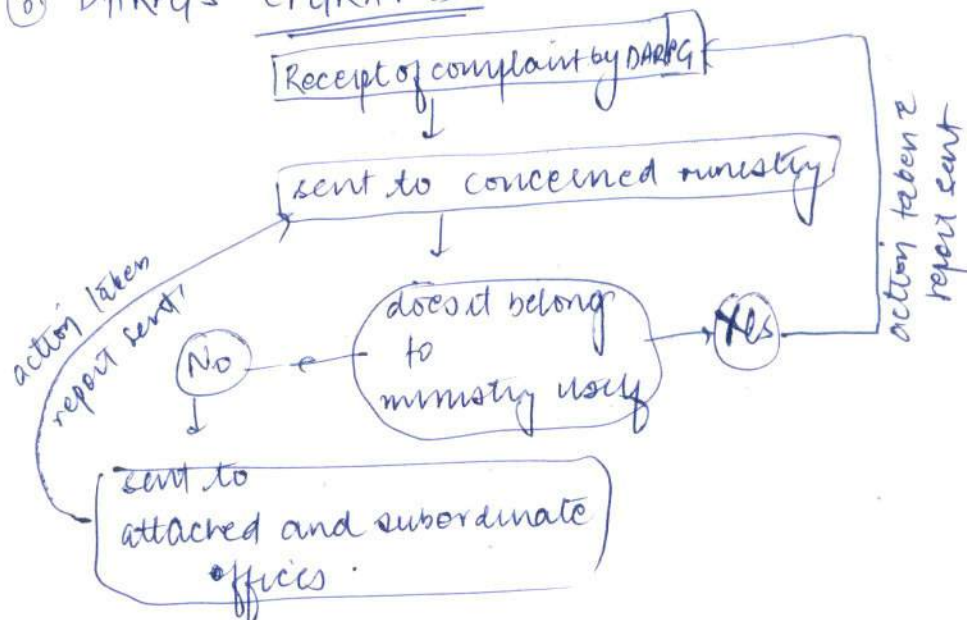 Receipt of complaint by DARPG
sent to concerned ministry
does it belong
to
ministry itself
Yes
No
action taken
report sent
sent to
attached and subordinate
offices.
action taken &
report sent